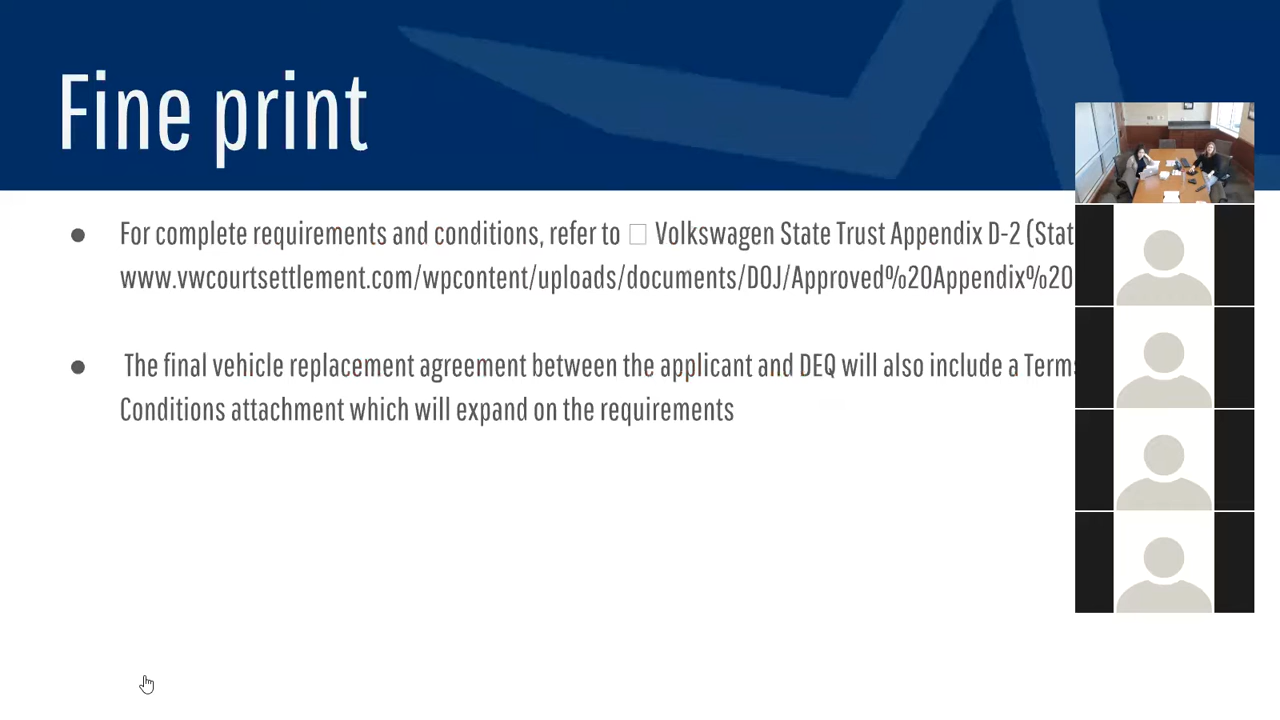 Fine print
● For complete requirements and conditions, refer to □ Volkswagen State Trust Appendix D-2 (Stat
www.vwcourtsettlement.com/wpcontent/uploads/documents/DOJ/Approved%20Appendix%20
● The final vehicle replacement agreement between the applicant and DEQ will also include a Terms
Conditions attachment which will expand on the requirements